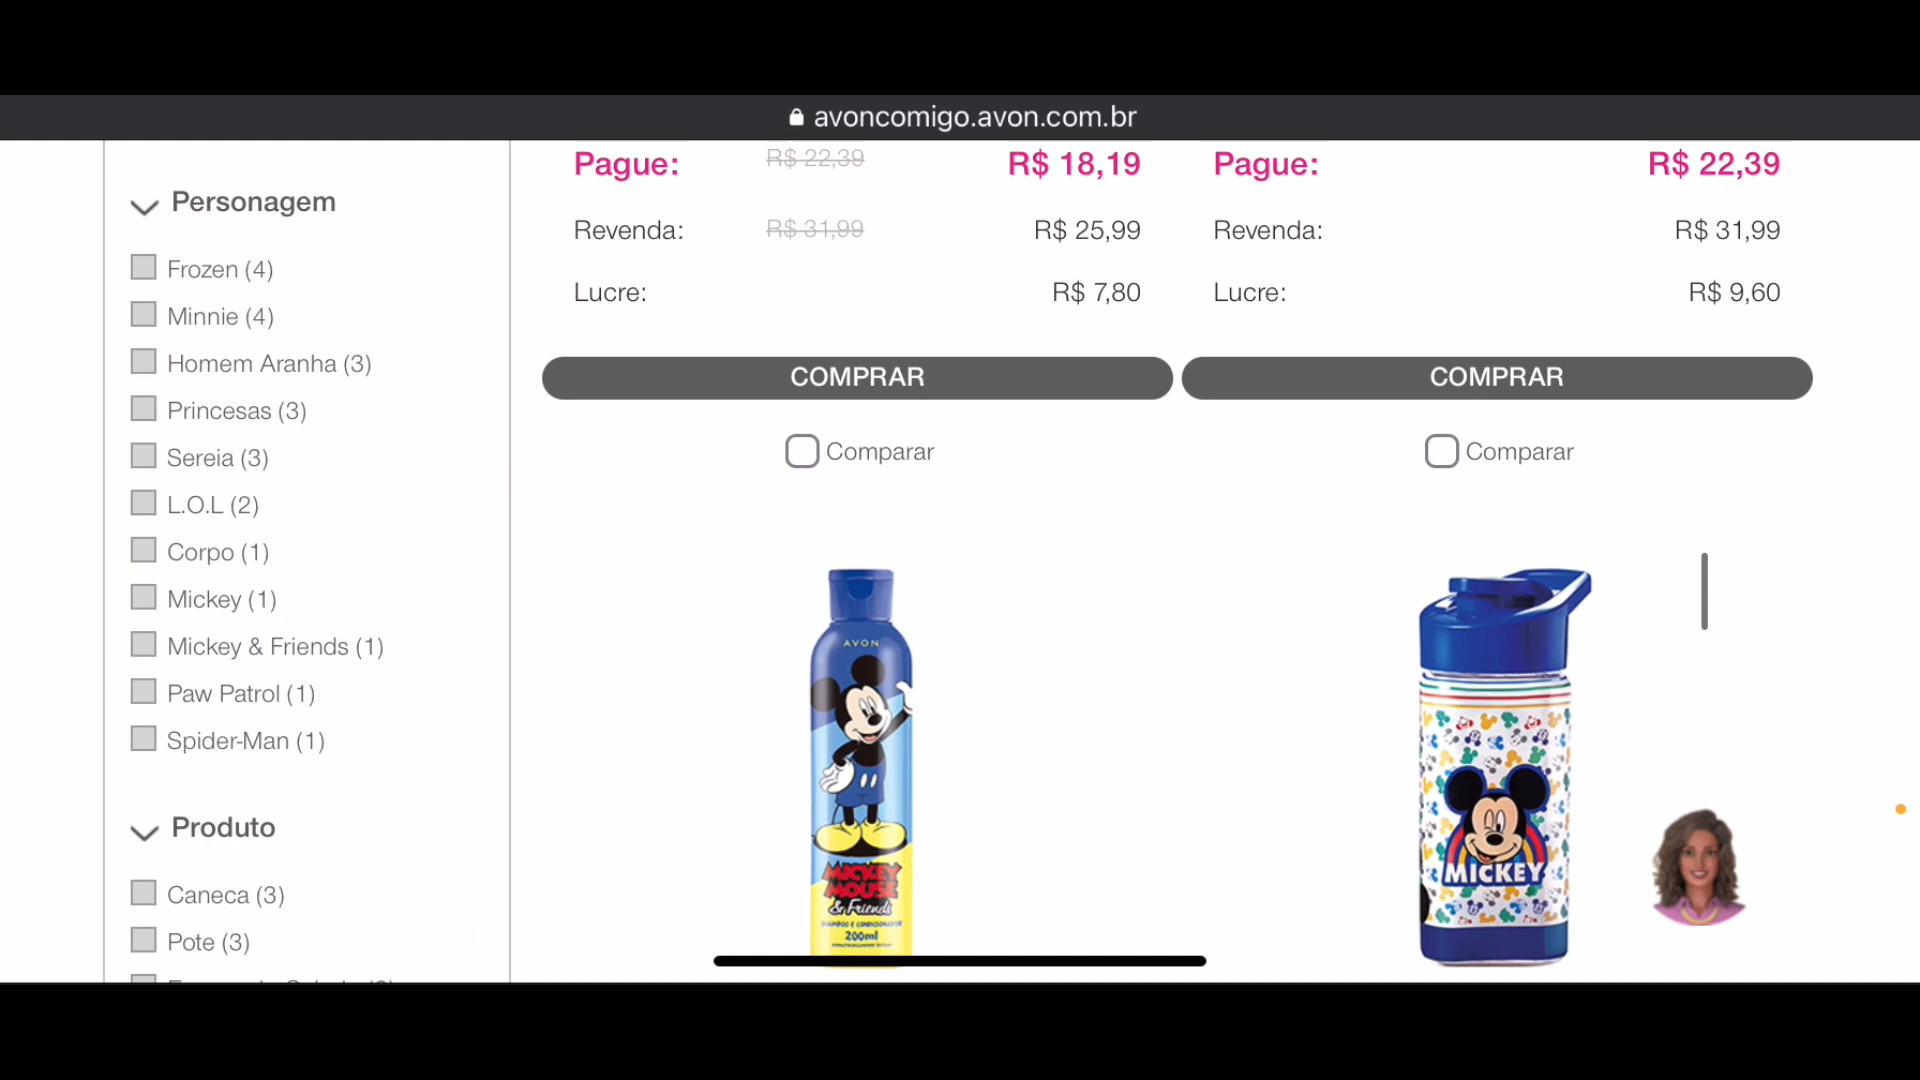 avoncomigo.avon.com.br
Personagem
Frozen (4)
Minnie (4)
Homem Aranha (3)
Princesas (3)
Sereia (3)
L.O.L (2)
Corpo (1)
Mickey (1)
Mickey & Friends (1)
Paw Patrol (1)
Spider-Man (1)
Produto
Caneca (3)
Pote (3)
Pague: R$ 22,39 R$ 18,19
Revenda: R$ 31,99 R$ 25,99
Lucre: R$ 7,80
COMPRAR
Comparar
Pague: R$ 22,39
Revenda: R$ 31,99
Lucre: R$ 9,60
COMPRAR
Comparar
AVON
MICKEY
MOUSE
& Friends
SHAMPOO E CONDICIONADOR
200ml
MICKEY